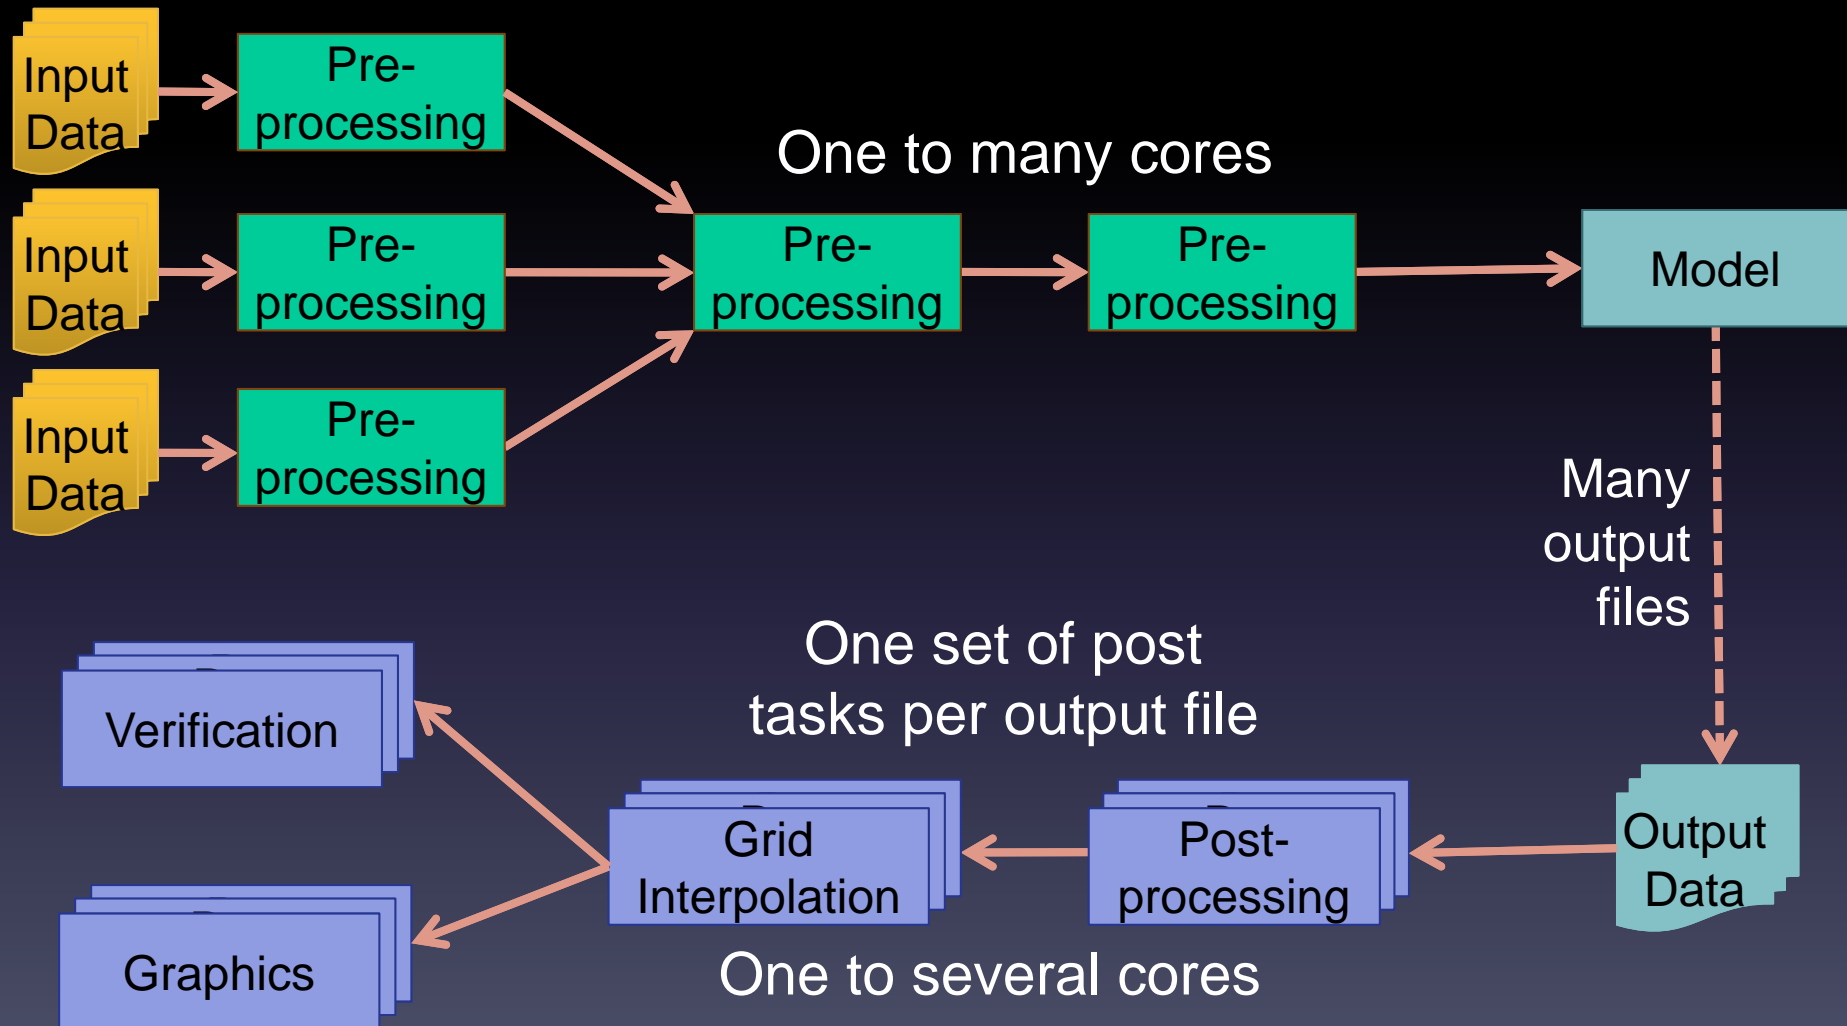 Input
Data
Pre-
processing
One to many cores
Input
Data
Pre-
processing
Pre-
processing
Pre-
processing
Model
Input
Data
Pre-
processing
Many
output
files
One set of post
tasks per output file
Verification
Grid
Interpolation
Post-
processing
Output
Data
Graphics
One to several cores